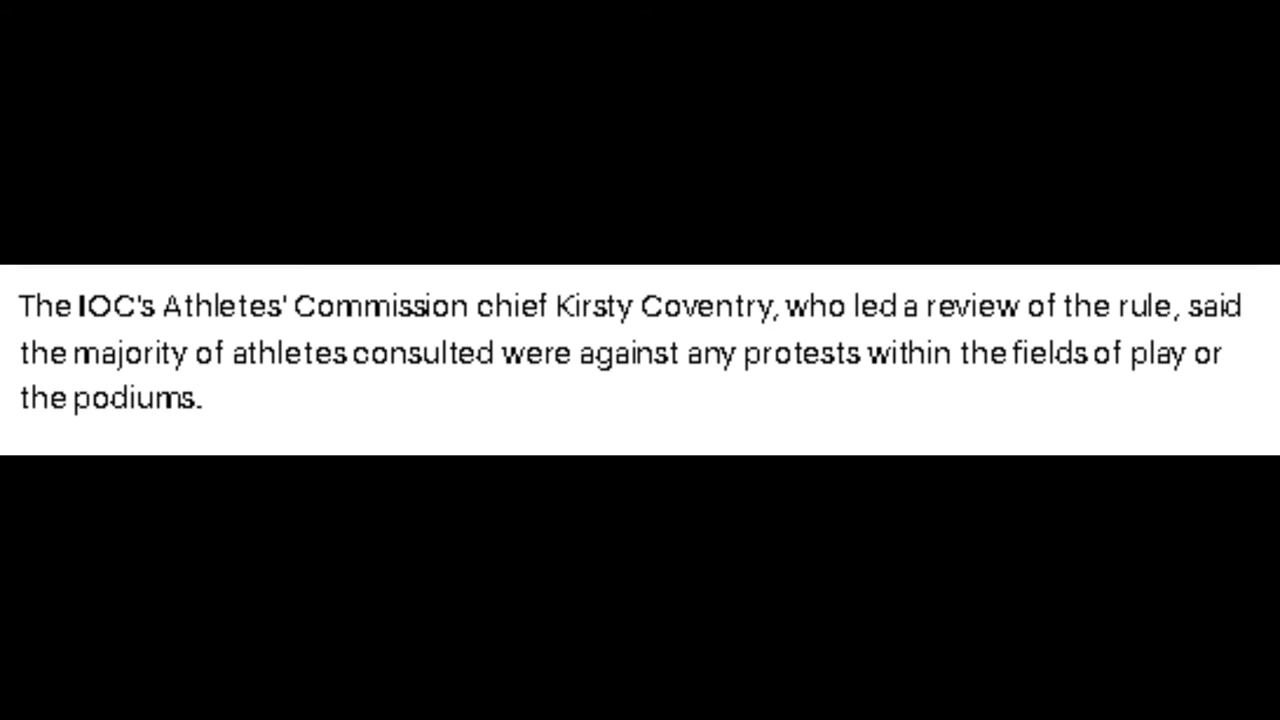 The IOC's Athletes' Commission chief Kirsty Coventry, who led a review of the rule, said
the majority of athletes consulted were against any protests within the fields of play or
the podiums.